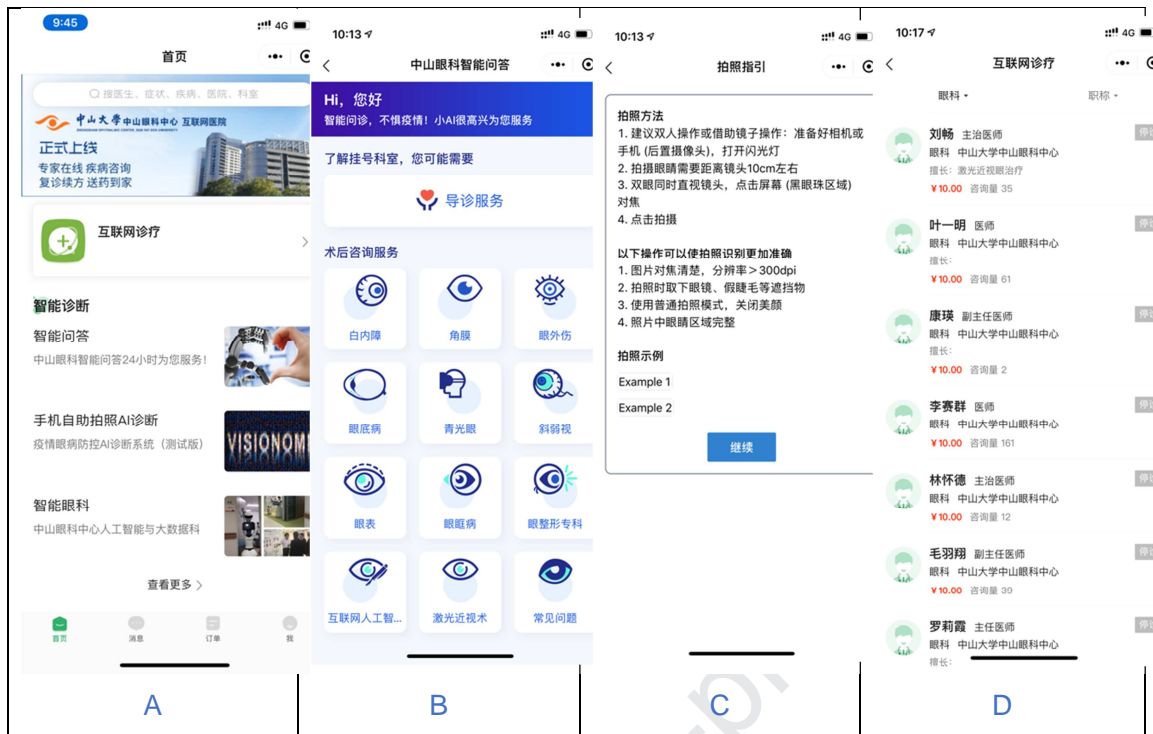 9:45
4G
首页
搜医生、症状、疾病、医院、科室
中山大学中山眼科中心 互联网医院
ZHONGSHAN OPHTHALMIC CENTER, SUN YAT-SEN UNIVERSITY
正式上线
专家在线 疾病咨询
复诊续方 送药到家
互联网诊疗
智能诊断
智能问答
中山眼科智能问答24小时为您服务!
手机自助拍照AI诊断
疫情眼病防控AI诊断系统（测试版）
VISIONOM
智能眼科
中山眼科中心人工智能与大数据科
查看更多
首页
消息
订单
我
A
10:13
4G
中山眼科智能问答
Hi，您好
智能问诊，不惧疫情！小AI很高兴为您服务
了解挂号科室，您可能需要
导诊服务
术后咨询服务
白内障 角膜 眼外伤
眼底病 青光眼 斜弱视
眼表 眼眶病 眼整形专科
互联网人工智... 激光近视术 常见问题
B
10:13
4G
拍照指引
拍照方法
1. 建议双人操作或借助镜子操作：准备好相机或
手机 (后置摄像头)，打开闪光灯
2. 拍摄眼睛需要距离镜头10cm左右
3. 双眼同时直视镜头，点击屏幕 (黑眼珠区域)
对焦
4. 点击拍摄
以下操作可以使拍照识别更加准确
1. 图片对焦清楚，分辨率＞300dpi
2. 拍照时取下眼镜、假睫毛等遮挡物
3. 使用普通拍照模式，关闭美颜
4. 照片中眼睛区域完整
拍照示例
Example 1
Example 2
继续
C
10:17
4G
互联网诊疗
眼科 职称
刘畅 主治医师 停
眼科 中山大学中山眼科中心
擅长：激光近视眼治疗
¥10.00 咨询量 35
叶一明 医师 停
眼科 中山大学中山眼科中心
擅长：
¥10.00 咨询量 61
康瑛 副主任医师 停
眼科 中山大学中山眼科中心
擅长：
¥10.00 咨询量 2
李赛群 医师 停
眼科 中山大学中山眼科中心
¥10.00 咨询量 161
林怀德 主治医师 停
眼科 中山大学中山眼科中心
¥10.00 咨询量 12
毛羽翔 副主任医师 停
眼科 中山大学中山眼科中心
¥10.00 咨询量 39
罗莉霞 主任医师 停
眼科 中山大学中山眼科中心
擅长：
D